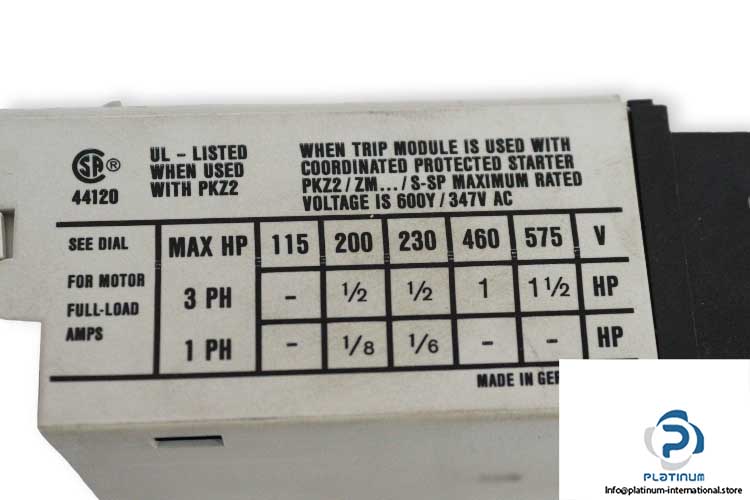 SA ®
44120
UL - LISTED
WHEN USED
WITH PKZ2
WHEN TRIP MODULE IS USED WITH
COORDINATED PROTECTED STARTER
PKZ2/ZM.../S-SP MAXIMUM RATED
VOLTAGE IS 600Y/347V AC
SEE DIAL
FOR MOTOR
FULL-LOAD
AMPS
MAX HP 115 200 230 460 575 V
3 PH - 1/2 1/2 1 1 1/2 HP
1 PH - 1/8 1/6 - - HP
MADE IN
P
PLATINUM
Info@platinum-international.store